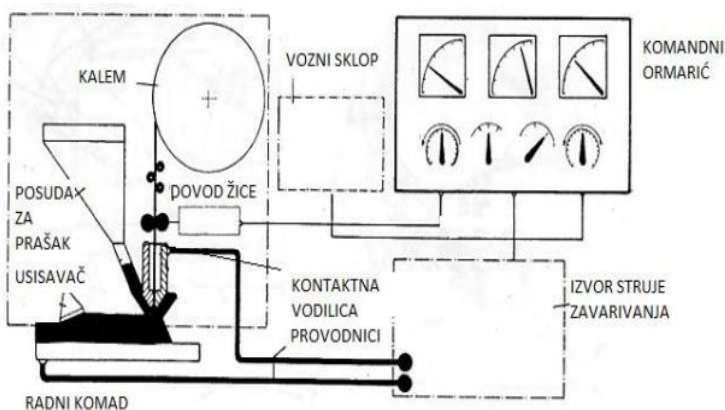 VOZNI SKLOP
KOMANDNI
ORMARIĆ
KALEM
POSUDA
ZA
PRAŠAK
USISAVAČ
DOVOD ŽICE
KONTAKTNA
VODILICA
PROVODNICI
IZVOR STRUJE
ZAVARIVANJA
RADNI KOMAD